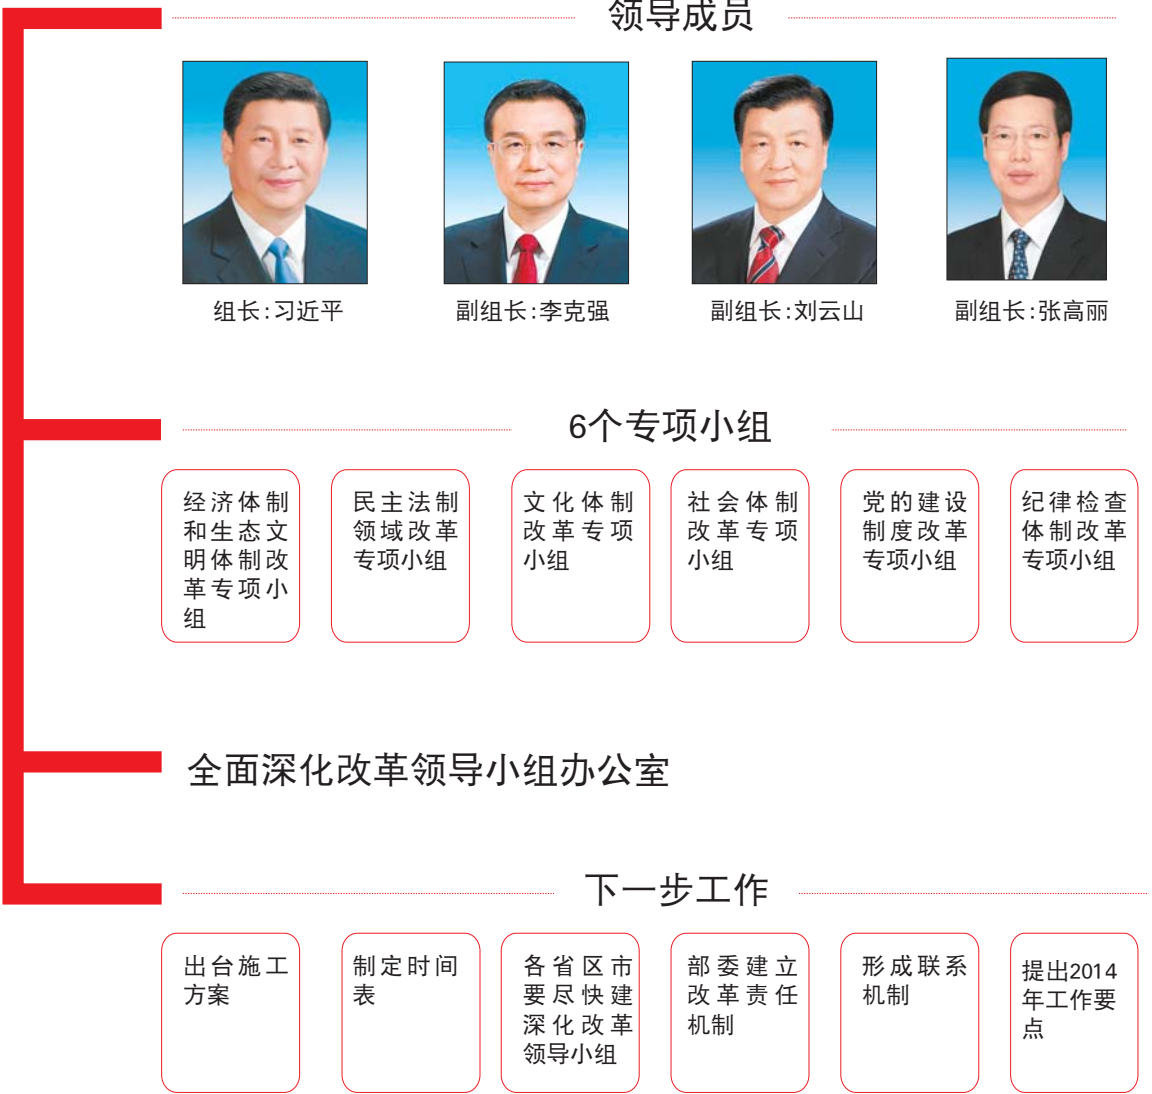 领导成员
组长:习近平
副组长:李克强
副组长:刘云山
副组长:张高丽
6个专项小组
经济体制
和生态文
明体制改
革专项小
组
民主法制
领域改革
专项小组
文化体制
改革专项
小组
社会体制
改革专项
小组
党的建设
制度改革
专项小组
纪律检查
体制改革
专项小组
全面深化改革领导小组办公室
下一步工作
出台施工
方案
制定时间
表
各省区市
要尽快建
深化改革
领导小组
部委建立
改革责任
机制
形成联系
机制
提出2014
年工作要
点